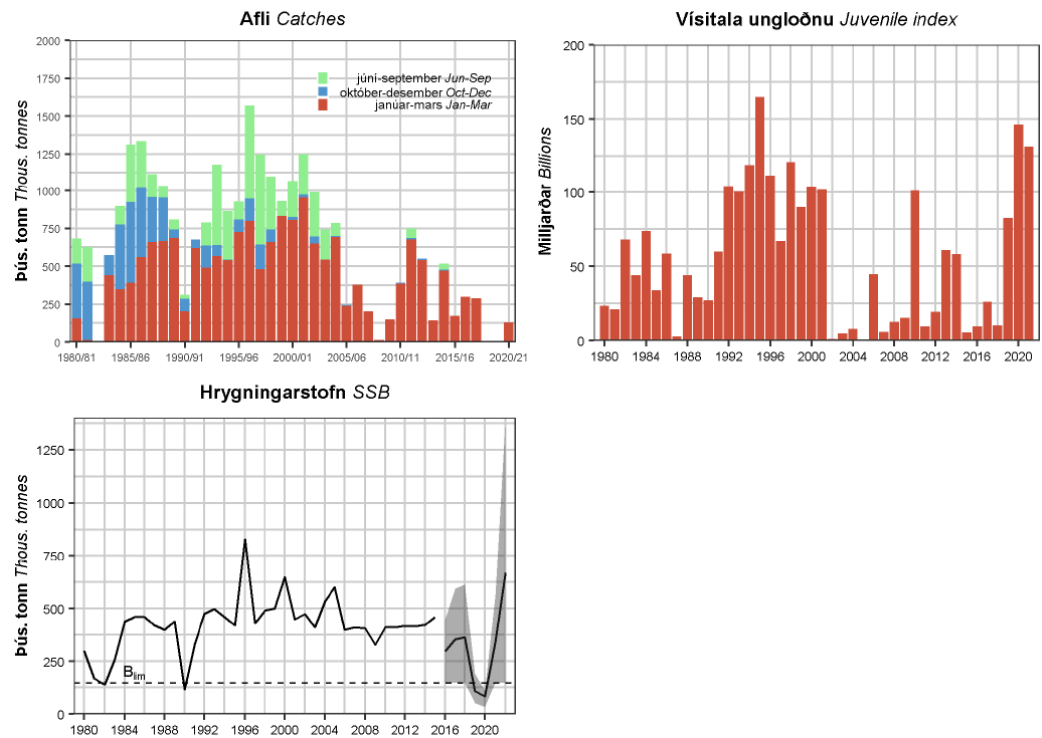 Afli Catches
Þús. tonn Thous. tonnes
2000
1750
1500
1250
1000
750
500
250
0
júní-september Jun-Sep
október-desember Oct-Dec
janúar-mars Jan-Mar
1980/81 1985/86 1990/91 1995/96 2000/01 2005/06 2010/11 2015/16 2020/21
Vísitala ungloðnu Juvenile index
Milljarðar Billions
200
150
100
50
0
1980 1984 1988 1992 1996 2000 2004 2008 2012 2016 2020
Hrygningarstofn SSB
Þús. tonn Thous. tonnes
1250
1000
750
500
250
0
Blim
1980 1984 1988 1992 1996 2000 2004 2008 2012 2016 2020